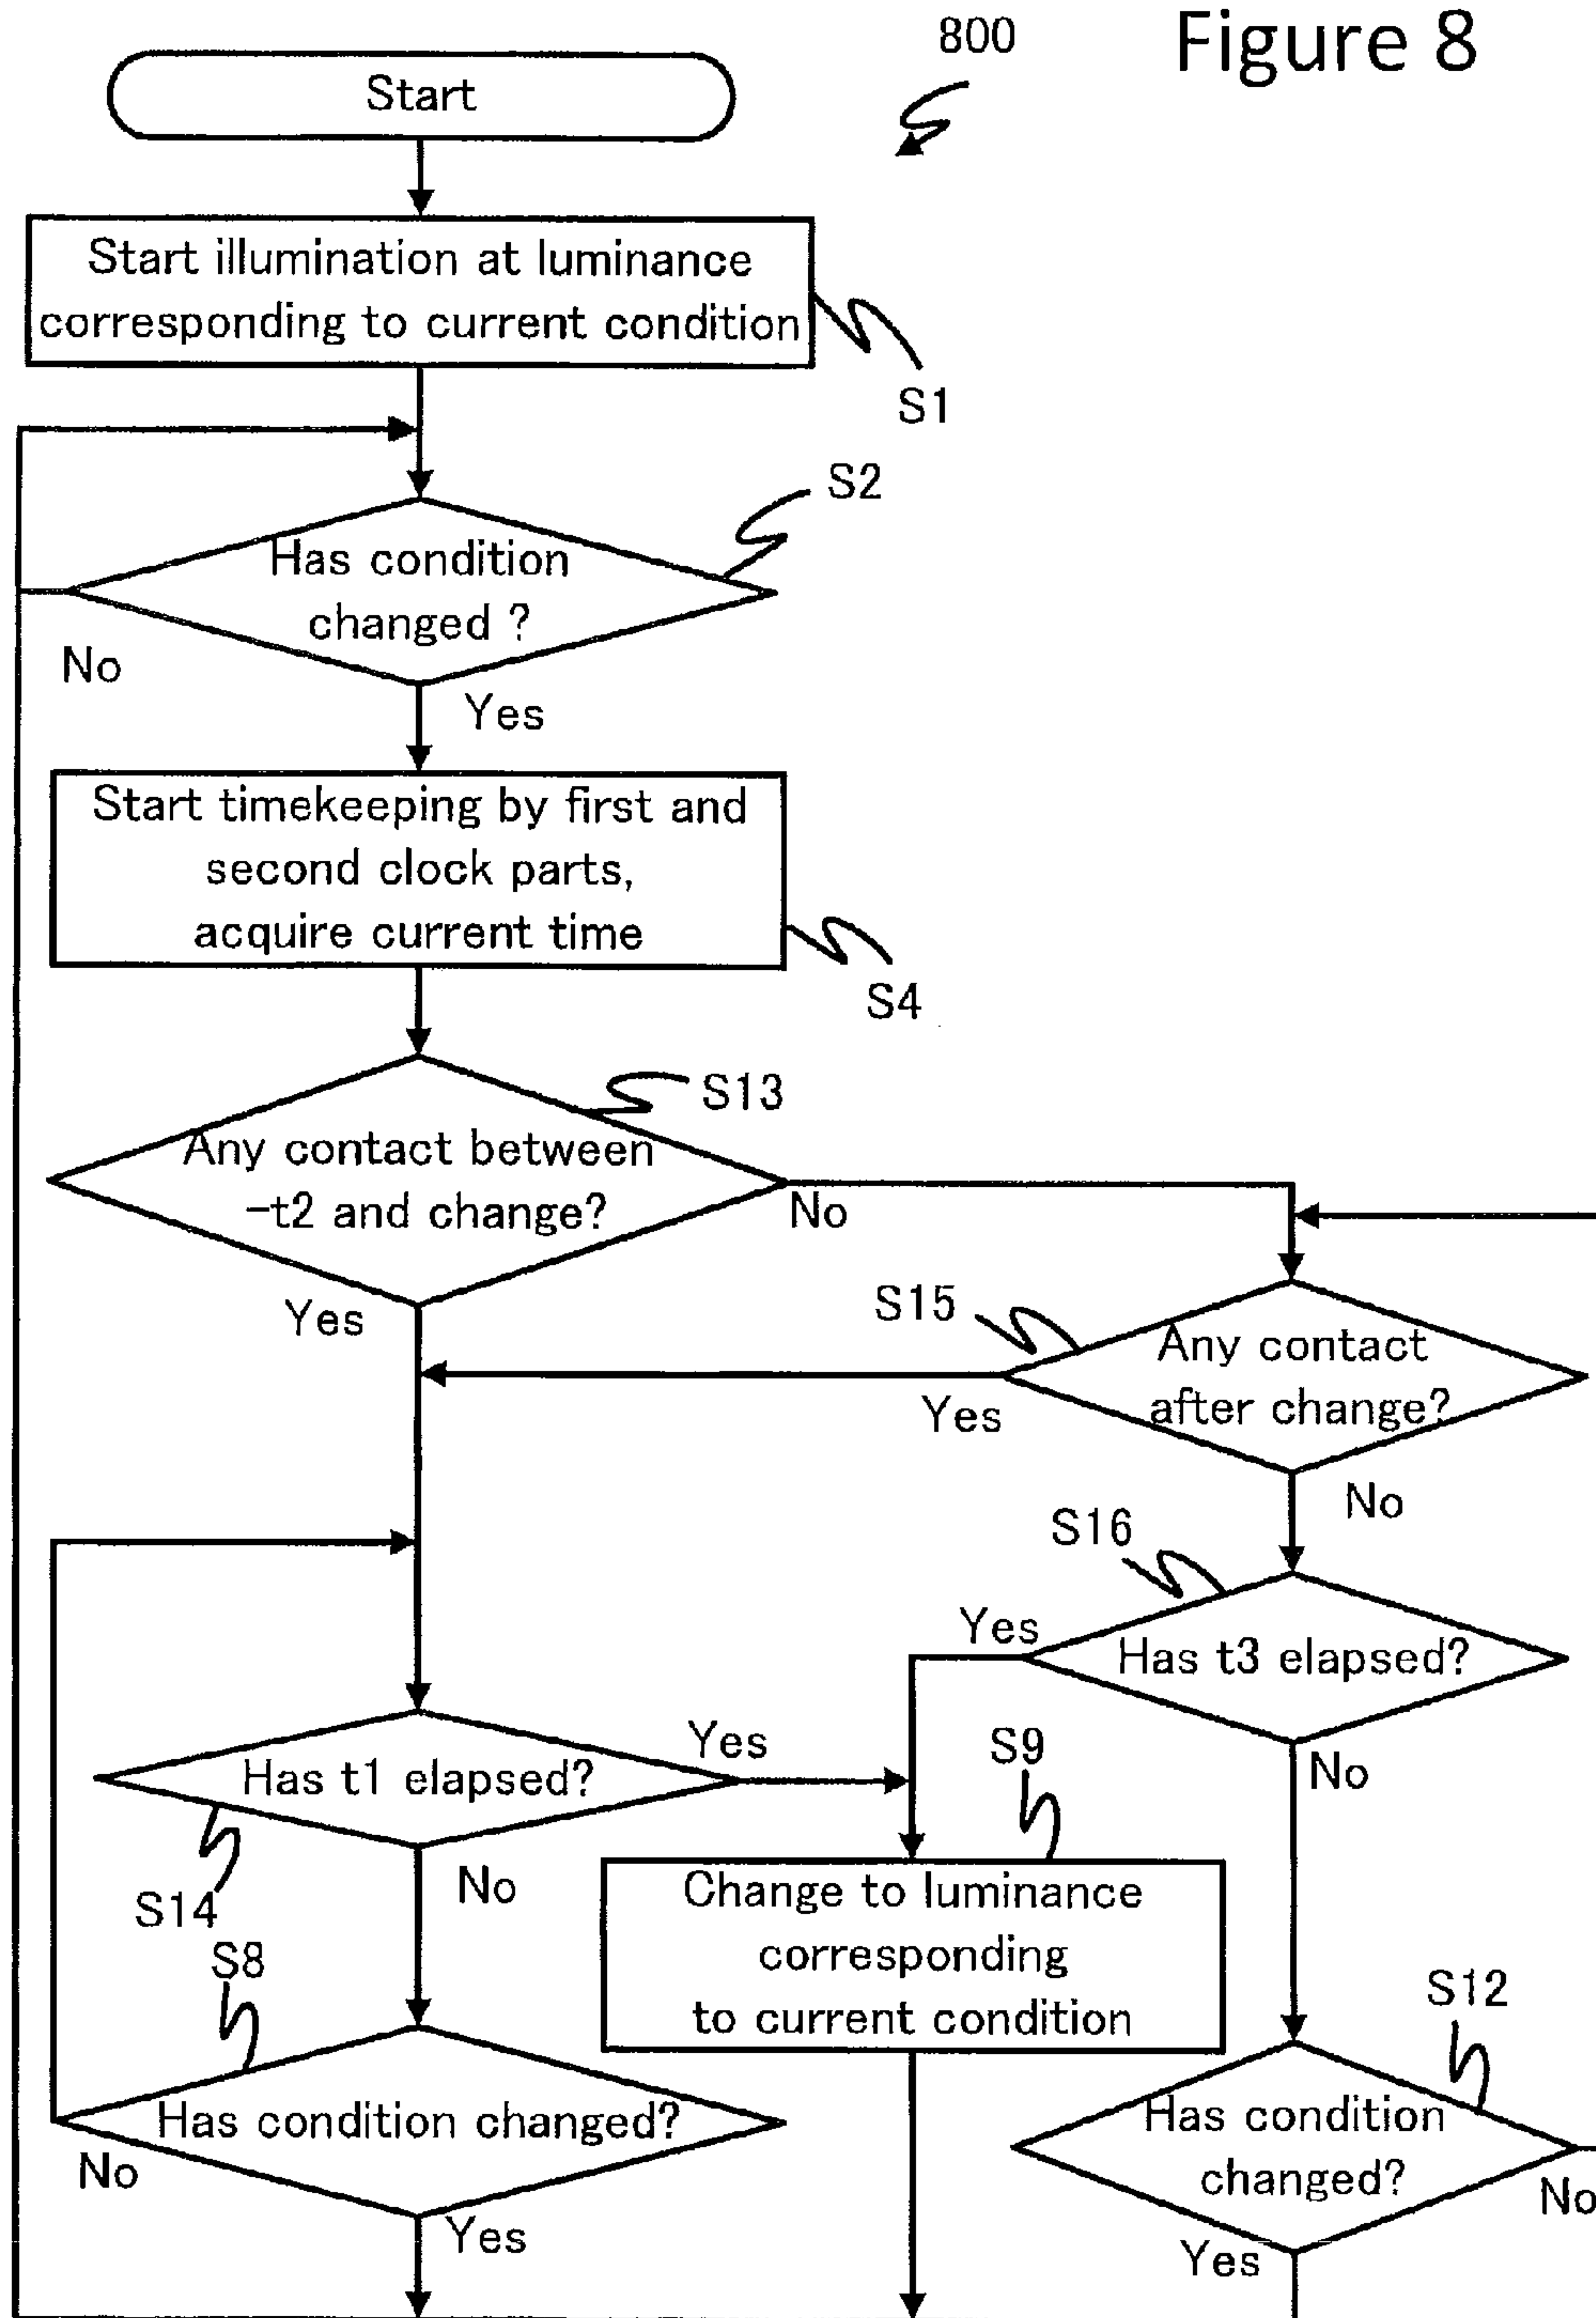 800
Figure 8
Start
Start illumination at luminance
corresponding to current condition
S1
S2
Has condition
changed ?
No
Yes
Start timekeeping by first and
second clock parts,
acquire current time
S4
S13
Any contact between
-t2 and change?
No
Yes
S15
Any contact
after change?
Yes
No
S16
Yes
Has t3 elapsed?
No
Has t1 elapsed?
Yes
S14
No
S9
Change to luminance
corresponding
to current condition
S8
Has condition changed?
No
Yes
S12
Has condition
changed?
No
Yes